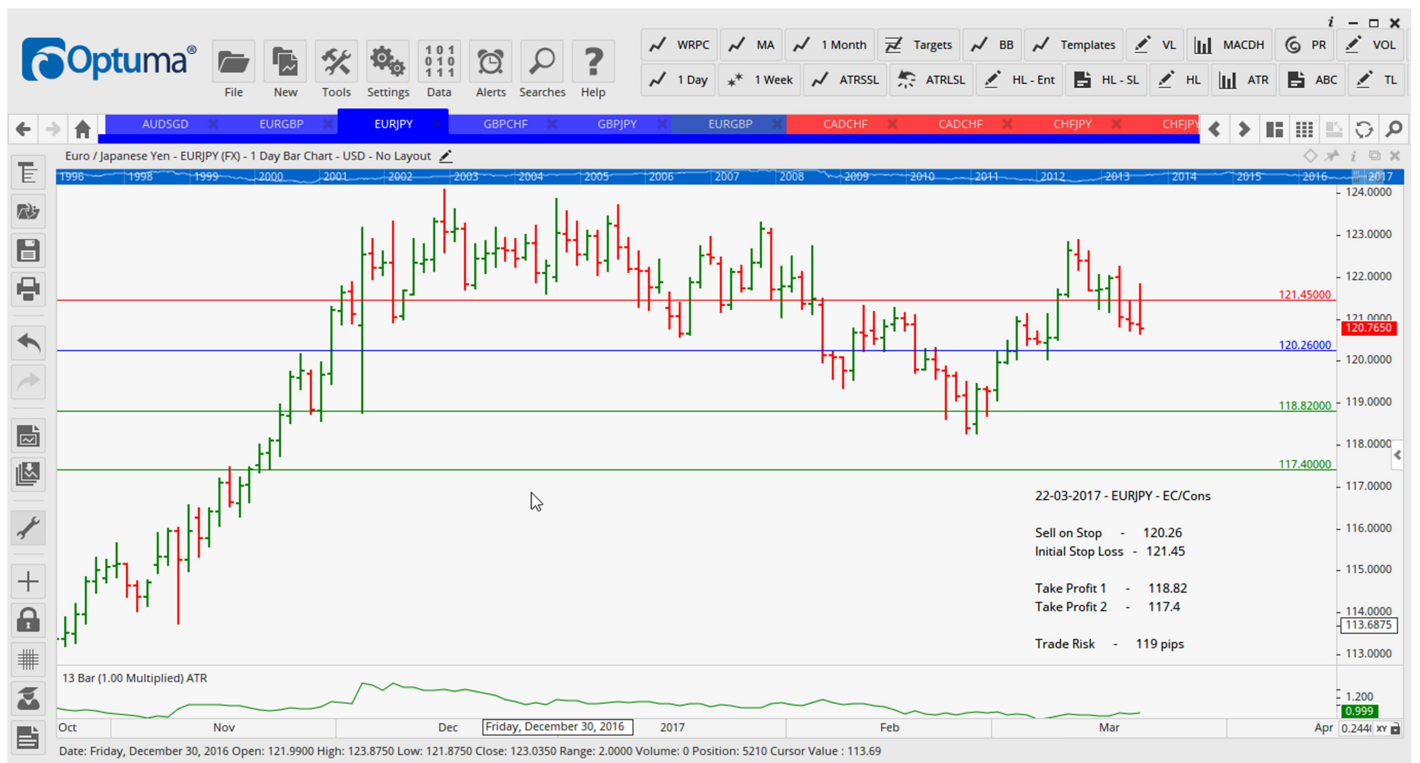 i
Optuma®
File New Tools Settings Data Alerts Searches Help
WRPC MA 1 Month Targets BB Templates VL MACDH PR VOL
1 Day 1 Week ATRSSL ATRLSL HL - Ent HL - SL HL ATR ABC TL
AUDSGD EURGBP EURJPY GBPCHF GBPJPY EURGBP CADCHF CADCHF CHFJPY CHFJPY
Euro / Japanese Yen - EURJPY (FX) - 1 Day Bar Chart - USD - No Layout
1996 1998 1999 2000 2001 2002 2003 2004 2005 2006 2007 2008 2009 2010 2011 2012 2013 2014 2015 2016 2017
124.0000
123.0000
122.0000
121.45000
121.0000
120.7650
120.26000
120.0000
119.0000
118.82000
118.0000
117.40000
117.0000
22-03-2017 - EURJPY - EC/Cons
116.0000
Sell on Stop - 120.26
Initial Stop Loss - 121.45
115.0000
Take Profit 1 - 118.82
Take Profit 2 - 117.4
114.0000
113.6875
Trade Risk - 119 pips
113.0000
13 Bar (1.00 Multiplied) ATR
1.200
0.999
Oct Nov Dec Friday, December 30, 2016 2017 Feb Mar Apr 0.244( XY
Date: Friday, December 30, 2016 Open: 121.9900 High: 123.8750 Low: 121.8750 Close: 123.0350 Range: 2.0000 Volume: 0 Position: 5210 Cursor Value : 113.69